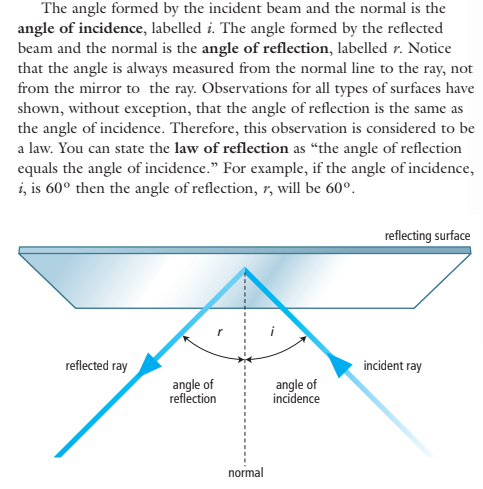 The angle formed by the incident beam and the normal is the
angle of incidence, labelled i. The angle formed by the reflected
beam and the normal is the angle of reflection, labelled r. Notice
that the angle is always measured from the normal line to the ray, not
from the mirror to the ray. Observations for all types of surfaces have
shown, without exception, that the angle of reflection is the same as
the angle of incidence. Therefore, this observation is considered to be
a law. You can state the law of reflection as “the angle of reflection
equals the angle of incidence.” For example, if the angle of incidence,
i, is 60° then the angle of reflection, r, will be 60°.
reflecting surface
r
i
reflected ray
incident ray
angle of
reflection
angle of
incidence
normal